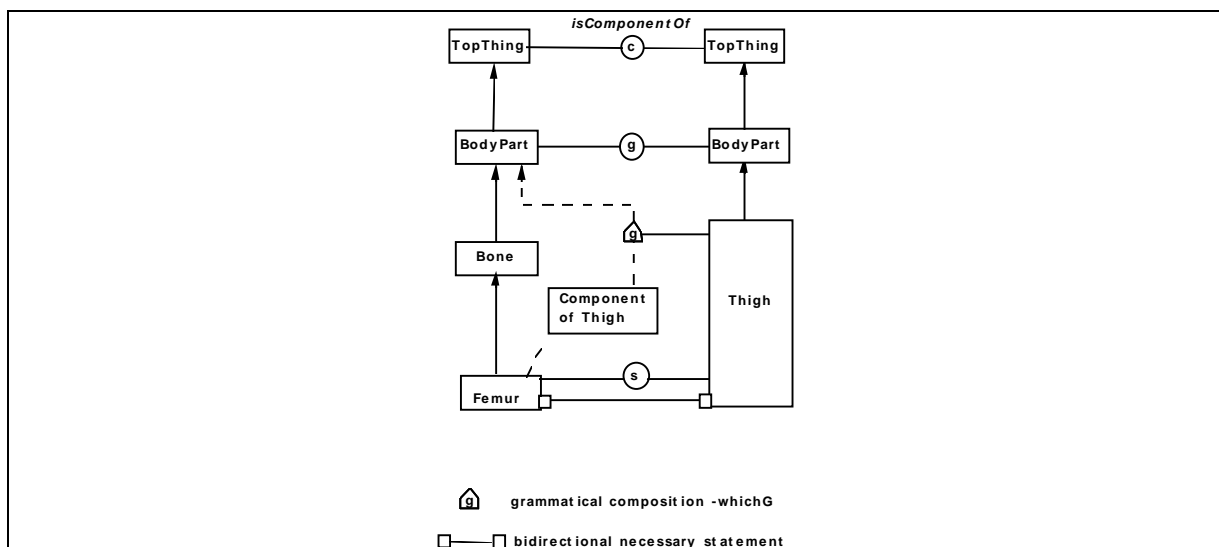 isComponentOf
TopThing
c
TopThing
BodyPart
g
BodyPart
g
Bone
Component
of Thigh
Thigh
s
Femur
g
grammatical composition -whichG
bidirectional necessary statement